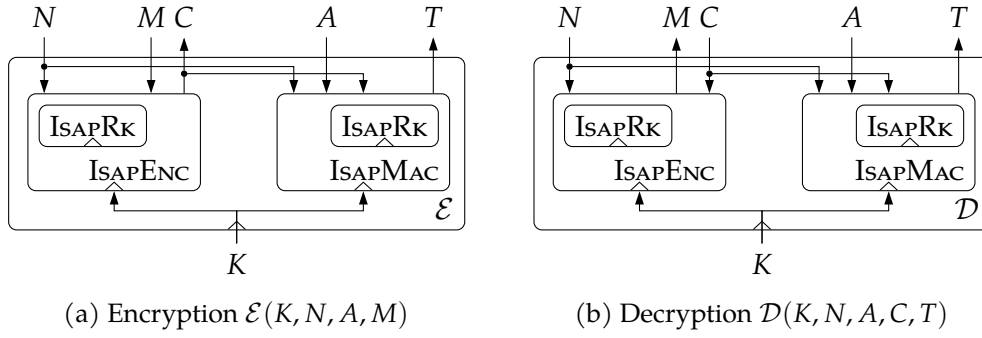 N M C A T N M C A T
IsapRk IsapRk IsapRk IsapRk
IsapEnc IsapMac IsapEnc IsapMac
ℰ 𝒟
K K
(a) Encryption ℰ(K, N, A, M) (b) Decryption 𝒟(K, N, A, C, T)